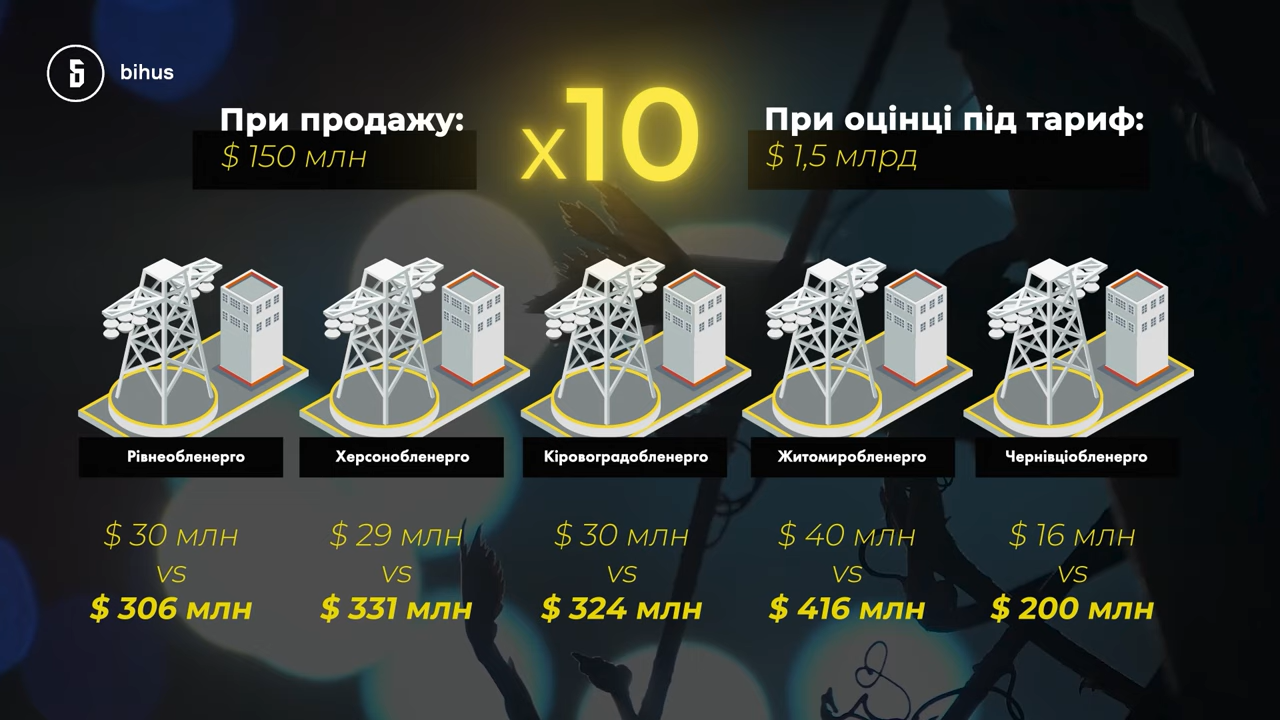 bihus
При продажу:
$ 150 млн
x10
При оцінці під тариф:
$ 1,5 млрд
Рівнеобленерго
Херсонобленерго
Кіровоградобленерго
Житомиробленерго
Чернівціобленерго
$ 30 млн
vs
$ 306 млн
$ 29 млн
vs
$ 331 млн
$ 30 млн
vs
$ 324 млн
$ 40 млн
vs
$ 416 млн
$ 16 млн
vs
$ 200 млн